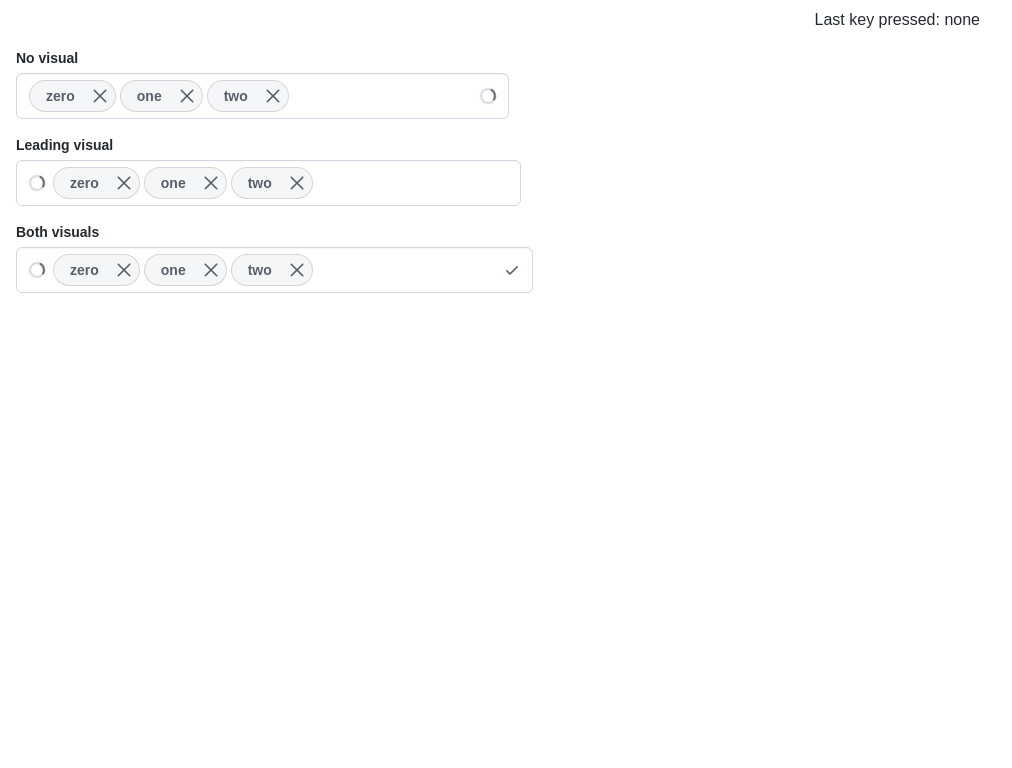 Last key pressed: none
No visual
zero one two
Leading visual
zero one two
Both visuals
zero one two